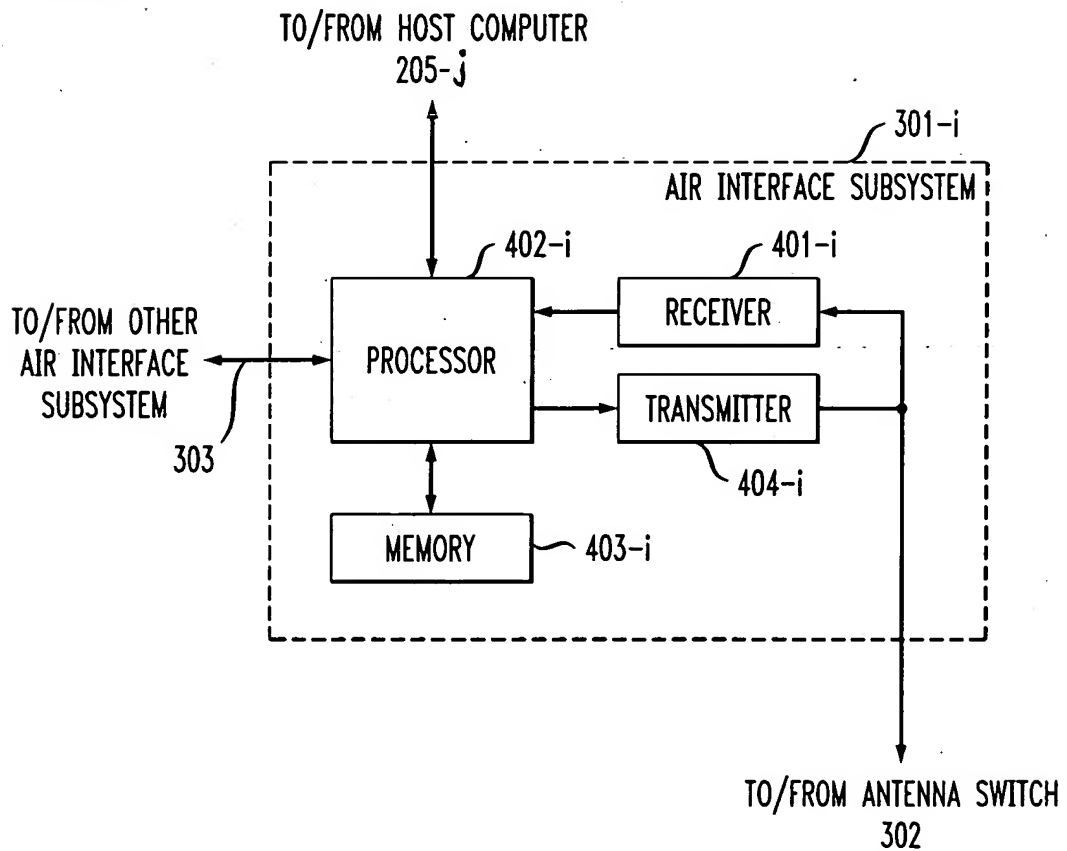 TO/FROM HOST COMPUTER
205-j
301-i
AIR INTERFACE SUBSYSTEM
402-i
401-i
RECEIVER
TO/FROM OTHER
AIR INTERFACE
SUBSYSTEM
PROCESSOR
TRANSMITTER
303
404-i
MEMORY
403-i
TO/FROM ANTENNA SWITCH
302